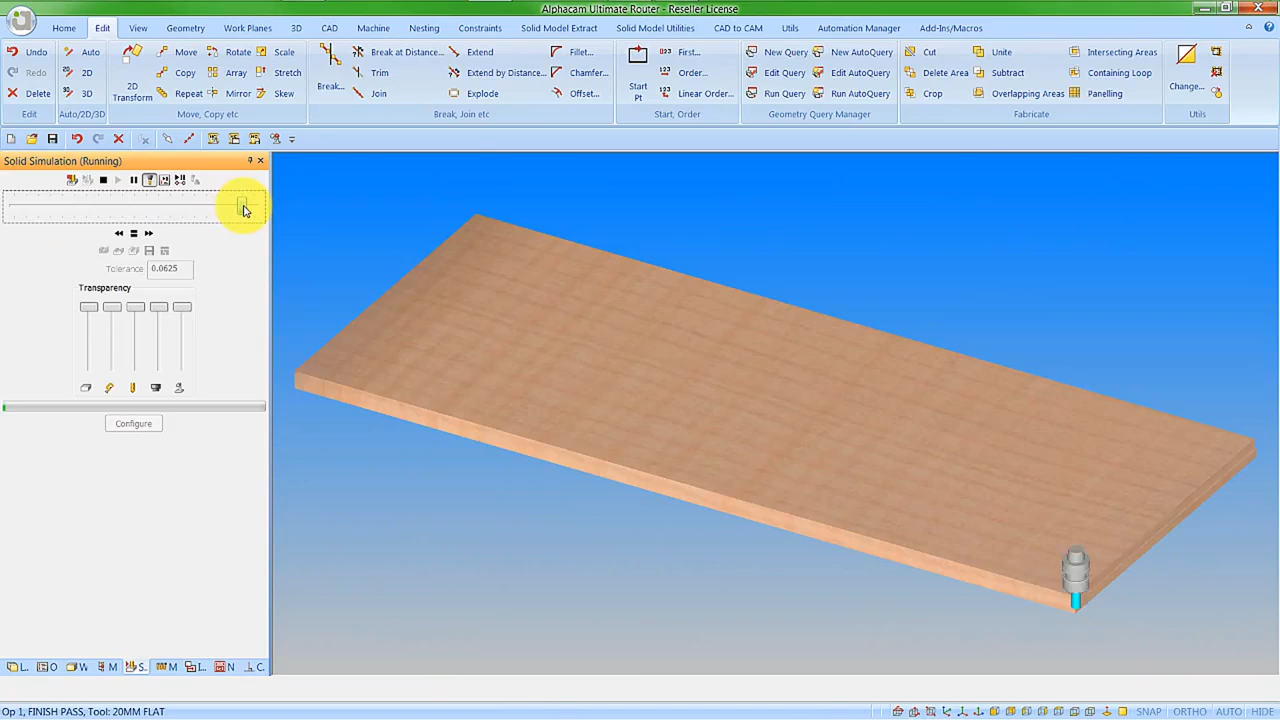 Alphacam Ultimate Router - Reseller License
Home Edit View Geometry Work Planes 3D CAD Machine Nesting Constraints Solid Model Extract Solid Model Utilities Utils CAD to CAM Automation Manager Add-Ins/Macros
Undo Auto Move Rotate Scale Break at Distance... Extend Fillet... First... New Query New AutoQuery Cut Unite Intersecting Areas
Redo 2D Copy Array Stretch Trim Extend by Distance... Chamfer... Order... Edit Query Edit AutoQuery Delete Area Subtract Containing Loop
Delete 3D 2D Transform Repeat Mirror Skew Break... Join Explode Offset... Start Pt Linear Order... Run Query Run AutoQuery Crop Overlapping Areas Panelling Change...
Edit Auto/2D/3D Move, Copy etc Break, Join etc Start, Order Geometry Query Manager Fabricate Utils
Solid Simulation (Running)
Tolerance 0.0625
Transparency
Configure
L.. O W M S.. M I... N C.
Op 1, FINISH PASS, Tool: 20MM FLAT SNAP ORTHO AUTO HIDE